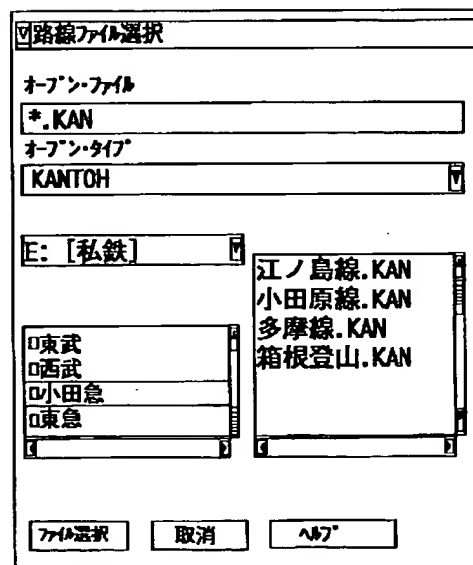 路線ファイル選択
オープン・ファイル
*.KAN
オープン・タイプ
KANTOH
E: [私鉄]
東武
西武
小田急
東急
江ノ島線.KAN
小田原線.KAN
多摩線.KAN
箱根登山.KAN
ファイル選択
取消
ヘルプ